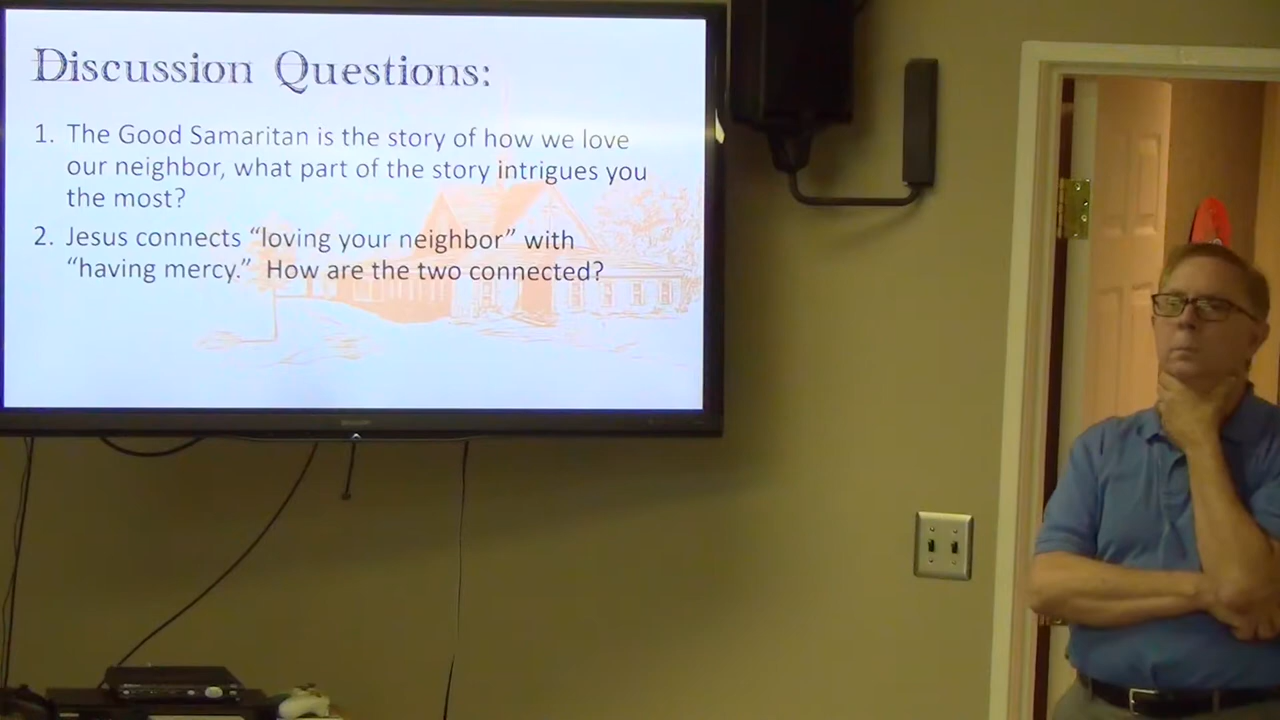 Discussion Questions:
1. The Good Samaritan is the story of how we love
our neighbor, what part of the story intrigues you
the most?
2. Jesus connects “loving your neighbor” with
“having mercy.” How are the two connected?